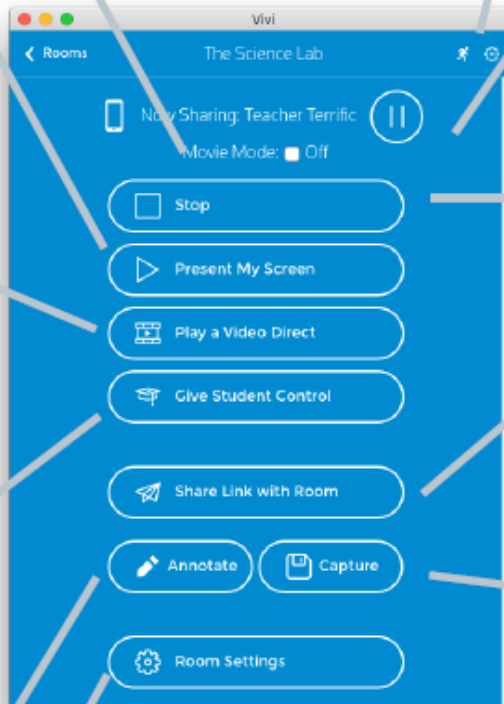 Vivi
Rooms The Science Lab
Now Sharing: Teacher Terrific
Movie Mode: Off
Stop
Present My Screen
Play a Video Direct
Give Student Control
Share Link with Room
Annotate Capture
Room Settings